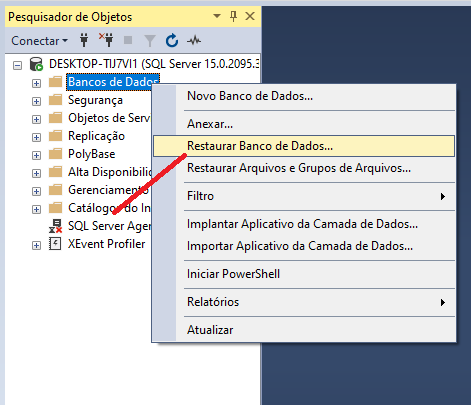 Pesquisador de Objetos
Conectar
DESKTOP-TIJ7VI1 (SQL Server 15.0.2095.3
Bancos de Dados
Segurança
Objetos de Serv
Replicação
PolyBase
Alta Disponibilid
Gerenciamento
Catálogos do In
SQL Server Agen
XEvent Profiler
Novo Banco de Dados...
Anexar...
Restaurar Banco de Dados...
Restaurar Arquivos e Grupos de Arquivos...
Filtro
Implantar Aplicativo da Camada de Dados...
Importar Aplicativo da Camada de Dados...
Iniciar PowerShell
Relatórios
Atualizar